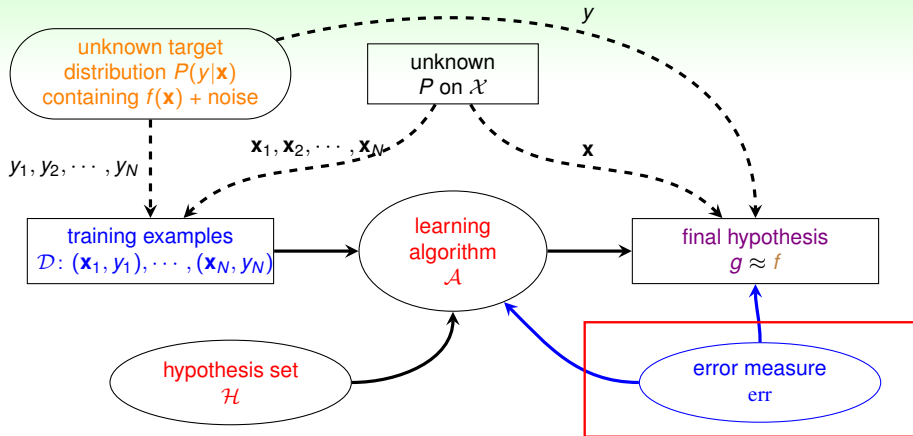 y
unknown target
distribution P(y|𝐱)
containing f(𝐱) + noise
unknown
P on 𝒳
y₁, y₂, ⋯ , y_N
𝐱₁, 𝐱₂, ⋯ , 𝐱_N
𝐱
training examples
𝒟: (𝐱₁, y₁), ⋯ , (𝐱_N, y_N)
learning
algorithm
𝒜
final hypothesis
g ≈ f
hypothesis set
ℋ
error measure
err